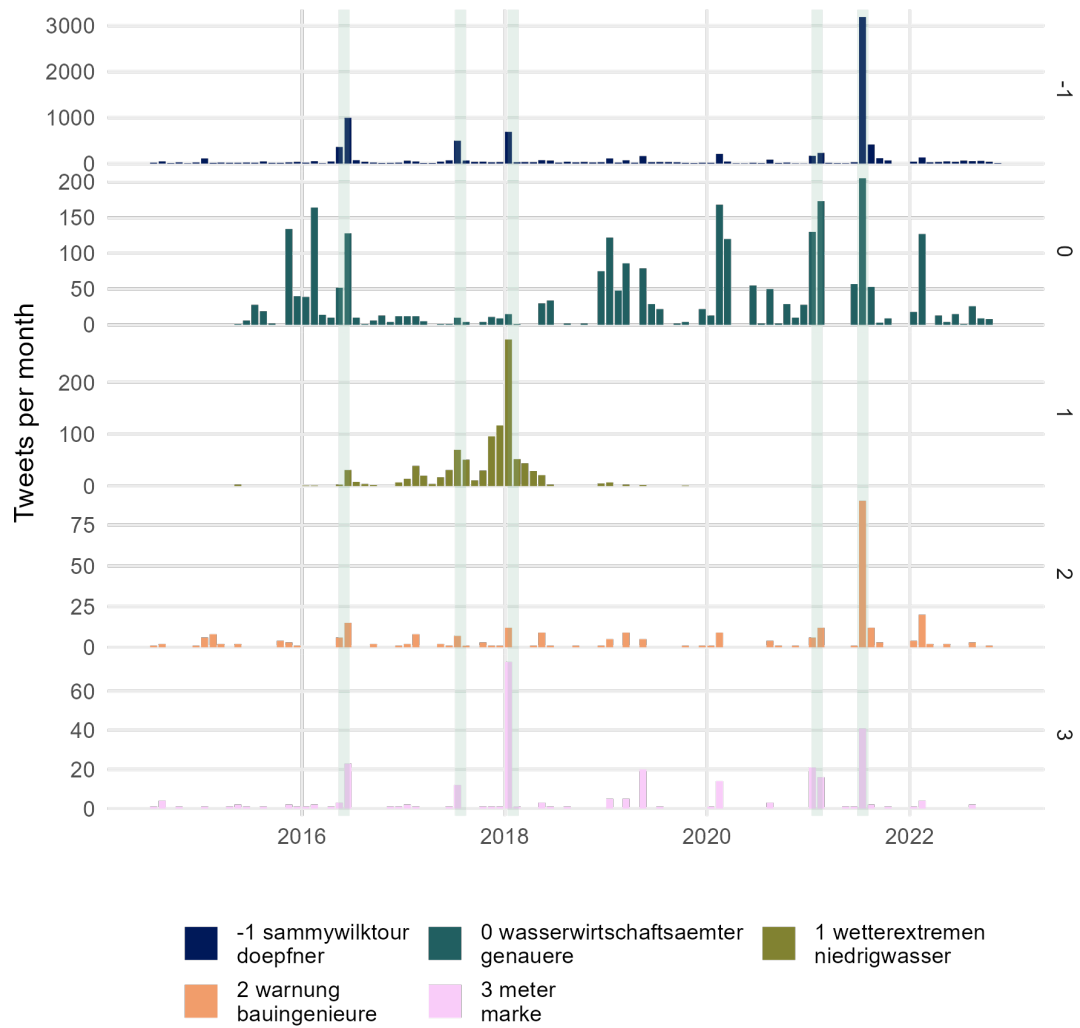 Tweets per month
3000
2000
1000
0
-1
200
150
100
50
0
0
200
100
0
1
75
50
25
0
2
60
40
20
0
3
2016 2018 2020 2022
-1 sammywilktour
doepfner
0 wasserwirtschaftsaemter
genauere
1 wetterextremen
niedrigwasser
2 warnung
bauingenieure
3 meter
marke